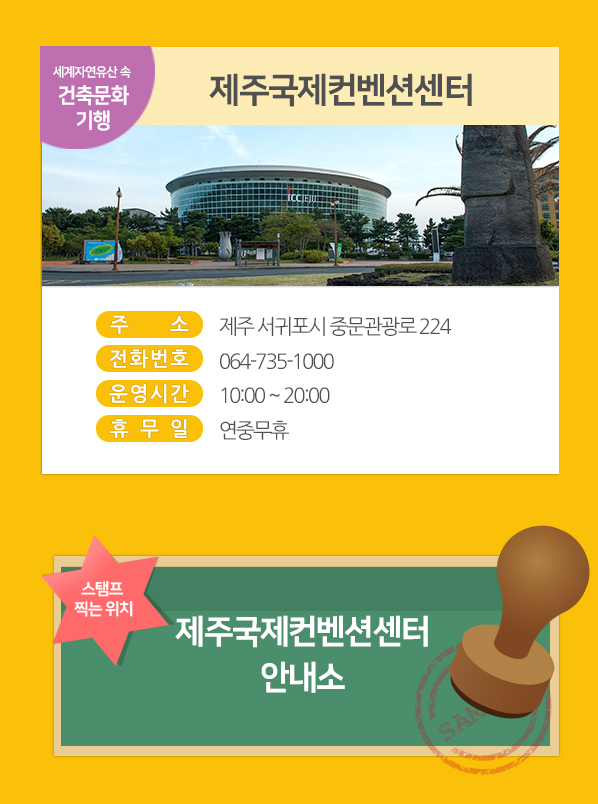 세계자연유산 속
건축문화
기행
제주국제컨벤션센터
ICC JEJU
주 소 제주 서귀포시 중문관광로 224
전화번호 064-735-1000
운영시간 10:00 ~ 20:00
휴 무 일 연중무휴
스탬프
찍는 위치
제주국제컨벤션센터
안내소